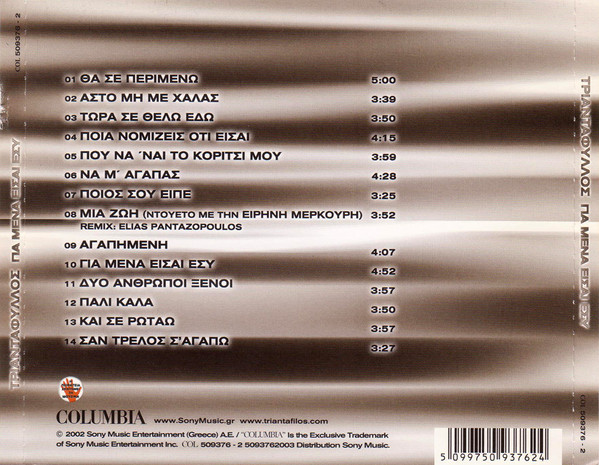 COL 509376 - 2
ΤΡΙΑΝΤΑΦΥΛΛΟΣ ΓΙΑ ΜΕΝΑ ΕΙΣΑΙ ΕΣΥ
01 ΘΑ ΣΕ ΠΕΡΙΜΕΝΩ 5:00
02 ΑΣΤΟ ΜΗ ΜΕ ΧΑΛΑΣ 3:39
03 ΤΩΡΑ ΣΕ ΘΕΛΩ ΕΔΩ 3:50
04 ΠΟΙΑ ΝΟΜΙΖΕΙΣ ΟΤΙ ΕΙΣΑΙ 4:15
05 ΠΟΥ ΝΑ ΄ΝΑΙ ΤΟ ΚΟΡΙΤΣΙ ΜΟΥ 3:59
06 ΝΑ Μ΄ ΑΓΑΠΑΣ 4:28
07 ΠΟΙΟΣ ΣΟΥ ΕΙΠΕ 3:25
08 ΜΙΑ ΖΩΗ (ΝΤΟΥΕΤΟ ΜΕ ΤΗΝ ΕΙΡΗΝΗ ΜΕΡΚΟΥΡΗ) 3:52
REMIX: ELIAS PANTAZOPOULOS
09 ΑΓΑΠΗΜΕΝΗ 4:07
10 ΓΙΑ ΜΕΝΑ ΕΙΣΑΙ ΕΣΥ 4:52
11 ΔΥΟ ΑΝΘΡΩΠΟΙ ΞΕΝΟΙ 3:57
12 ΠΑΛΙ ΚΑΛΑ 3:50
13 ΚΑΙ ΣΕ ΡΩΤΑΩ 3:57
14 ΣΑΝ ΤΡΕΛΟΣ Σ'ΑΓΑΠΩ 3:27
COLUMBIA www.SonyMusic.gr www.triantafilos.com
© 2002 Sony Music Entertainment (Greece) A.E. / "COLUMBIA" Is the Exclusive Trademark
of Sony Music Entertainment Inc. COL 509376 - 2 5093762003 Distribution Sony Music.
5 099750 937624
ΤΡΙΑΝΤΑΦΥΛΛΟΣ ΓΙΑ ΜΕΝΑ ΕΙΣΑΙ ΕΣΥ
COL 509376 - 2